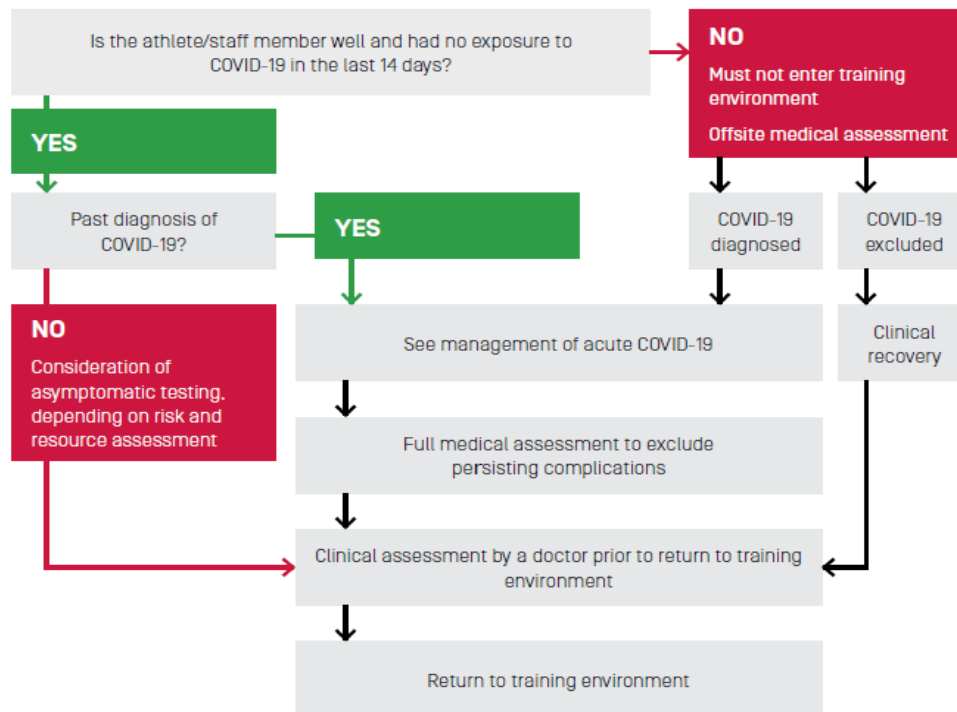 Is the athlete/staff member well and had no exposure to
COVID-19 in the last 14 days?
NO
Must not enter training
environment
Offsite medical assessment
YES
Past diagnosis of
COVID-19?
YES
COVID-19
diagnosed
COVID-19
excluded
NO
Consideration of
asymptomatic testing,
depending on risk and
resource assessment
See management of acute COVID-19
Clinical
recovery
Full medical assessment to exclude
persisting complications
Clinical assessment by a doctor prior to return to training
environment
Return to training environment